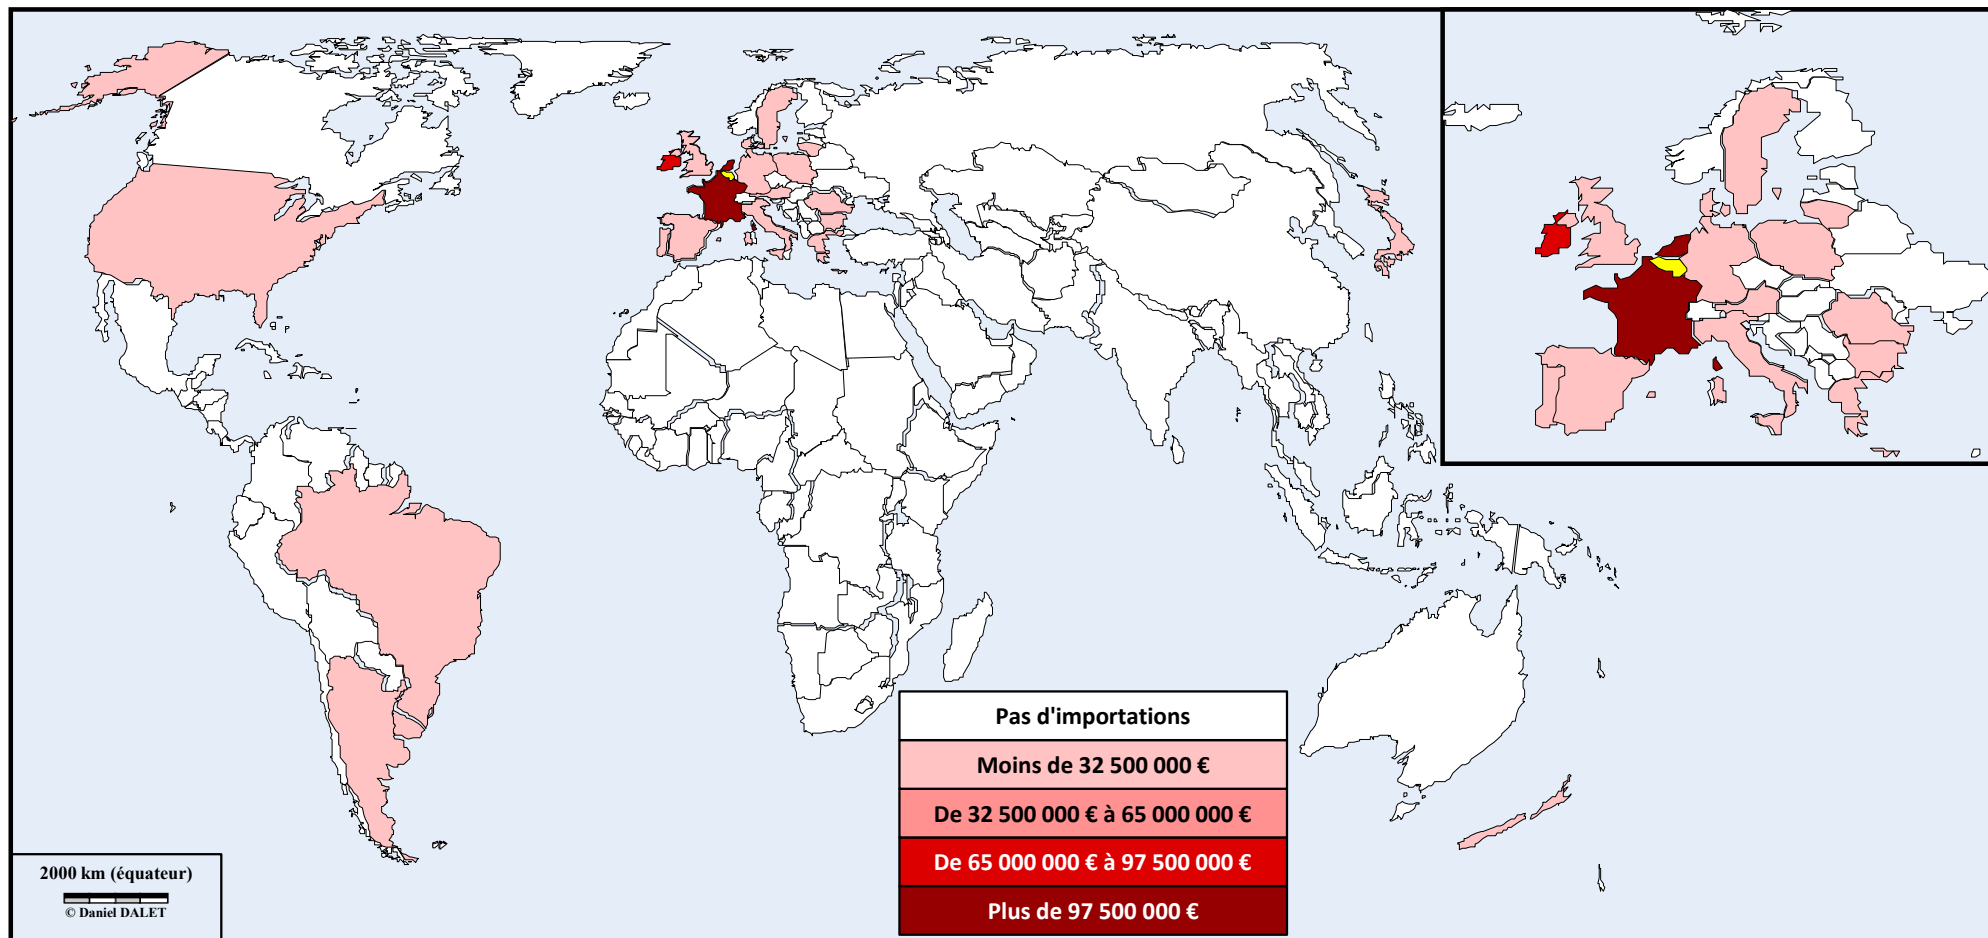 Pas d'importations
Moins de 32 500 000 €
De 32 500 000 € à 65 000 000 €
De 65 000 000 € à 97 500 000 €
Plus de 97 500 000 €
2000 km (équateur)
© Daniel DALET